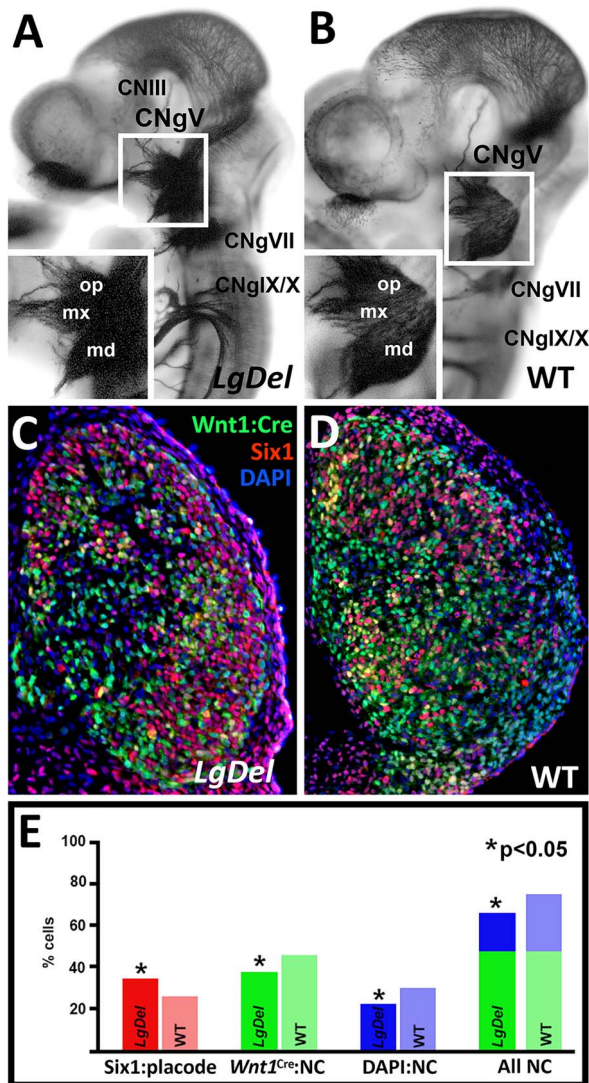 A
CNIII
CNgV
CNgVII
CNgIX/X
op
mx
md
LgDel
B
CNgV
CNgVII
CNgIX/X
op
mx
md
WT
C
Wnt1:Cre
Six1
DAPI
LgDel
D
WT
E
*p<0.05
% cells
100
80
60
40
20
* * * *
LgDel WT LgDel WT LgDel WT LgDel WT
Six1:placode Wnt1Cre:NC DAPI:NC All NC